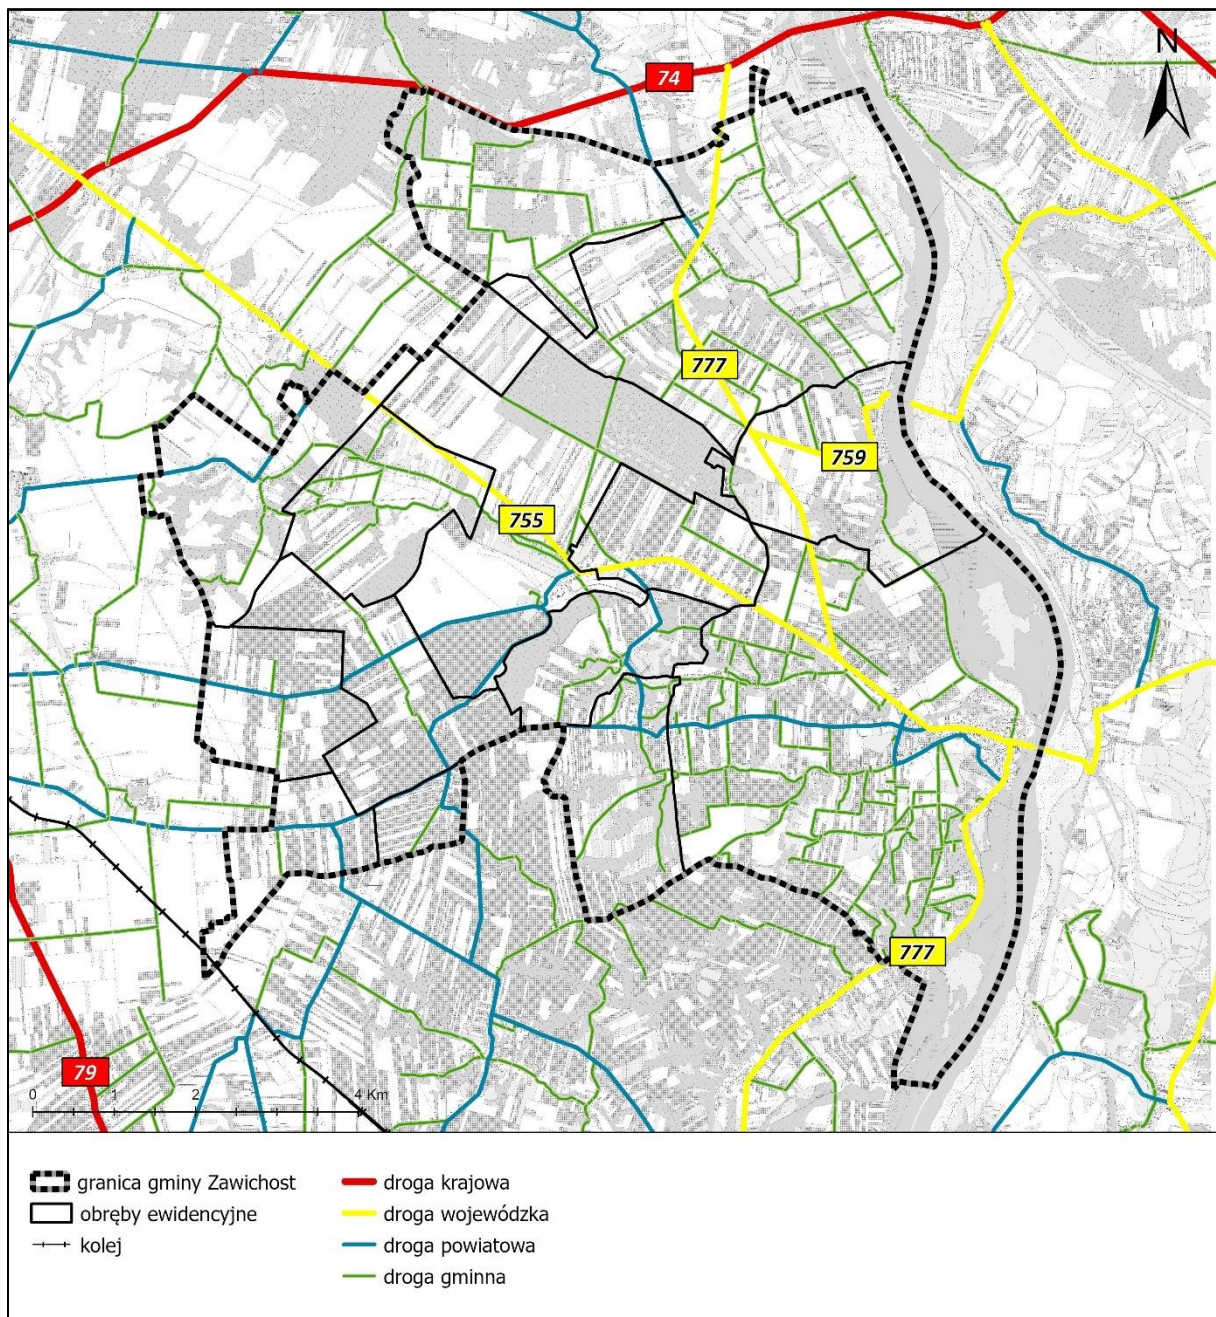 N
74
777
759
755
777
79
0 1 2 4 Km
granica gminy Zawichost
obręby ewidencyjne
kolej
droga krajowa
droga wojewódzka
droga powiatowa
droga gminna